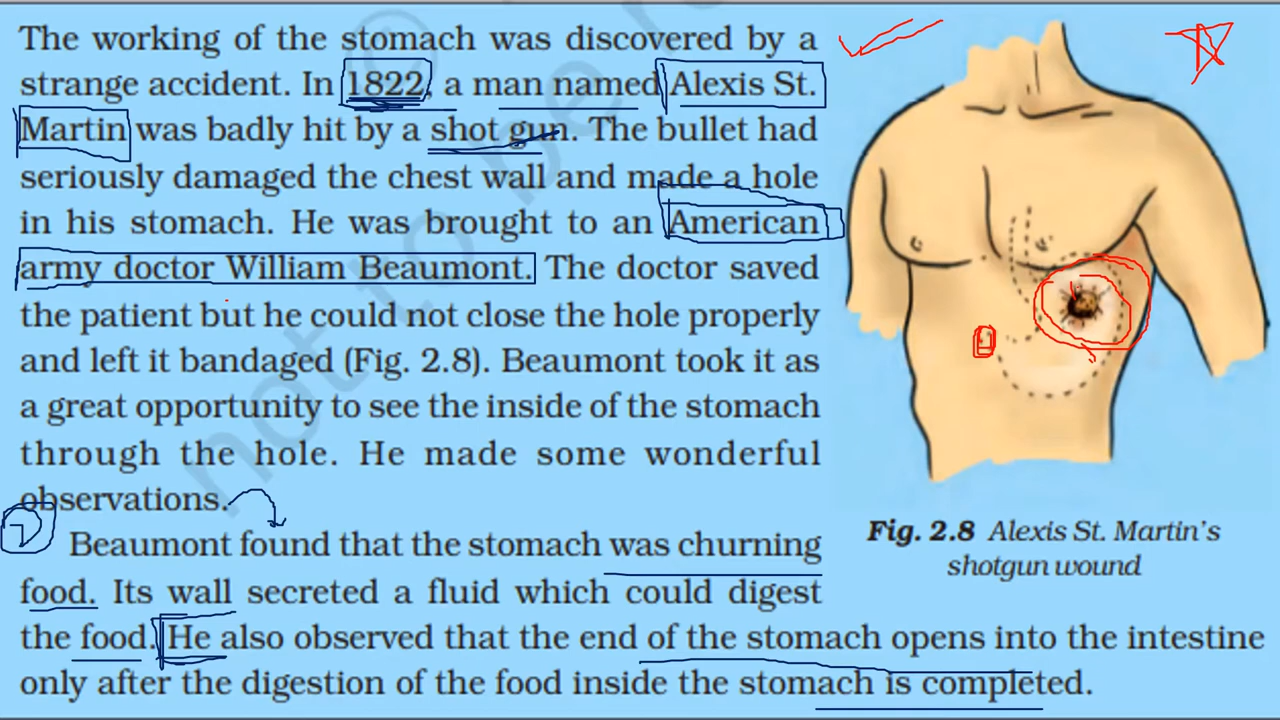 The working of the stomach was discovered by a
strange accident. In 1822, a man named Alexis St.
Martin was badly hit by a shot gun. The bullet had
seriously damaged the chest wall and made a hole
in his stomach. He was brought to an American
army doctor William Beaumont. The doctor saved
the patient but he could not close the hole properly
and left it bandaged (Fig. 2.8). Beaumont took it as
a great opportunity to see the inside of the stomach
through the hole. He made some wonderful
observations.
Beaumont found that the stomach was churning
food. Its wall secreted a fluid which could digest
the food. He also observed that the end of the stomach opens into the intestine
only after the digestion of the food inside the stomach is completed.
Fig. 2.8 Alexis St. Martin's
shotgun wound
not to be r